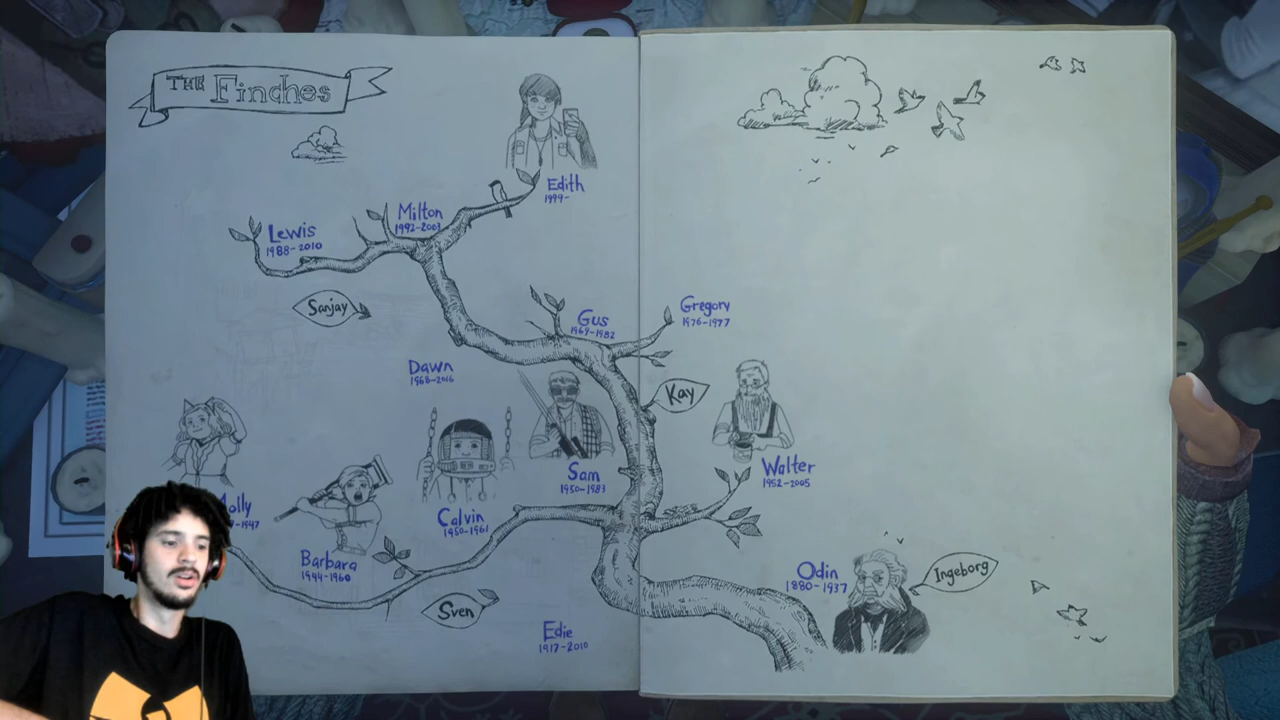 THE Finches
Edith
1999-
Milton
1992-2003
Lewis
1988-2010
Sanjay
Gus
1969-1982
Gregory
1976-1977
Dawn
1968-2016
Kay
Sam
1950-1983
Walter
1952-2005
Calvin
1950-1961
Molly
-1947
Barbara
1944-1960
Odin
1880-1937
Ingeborg
Sven
Edie
1917-2010